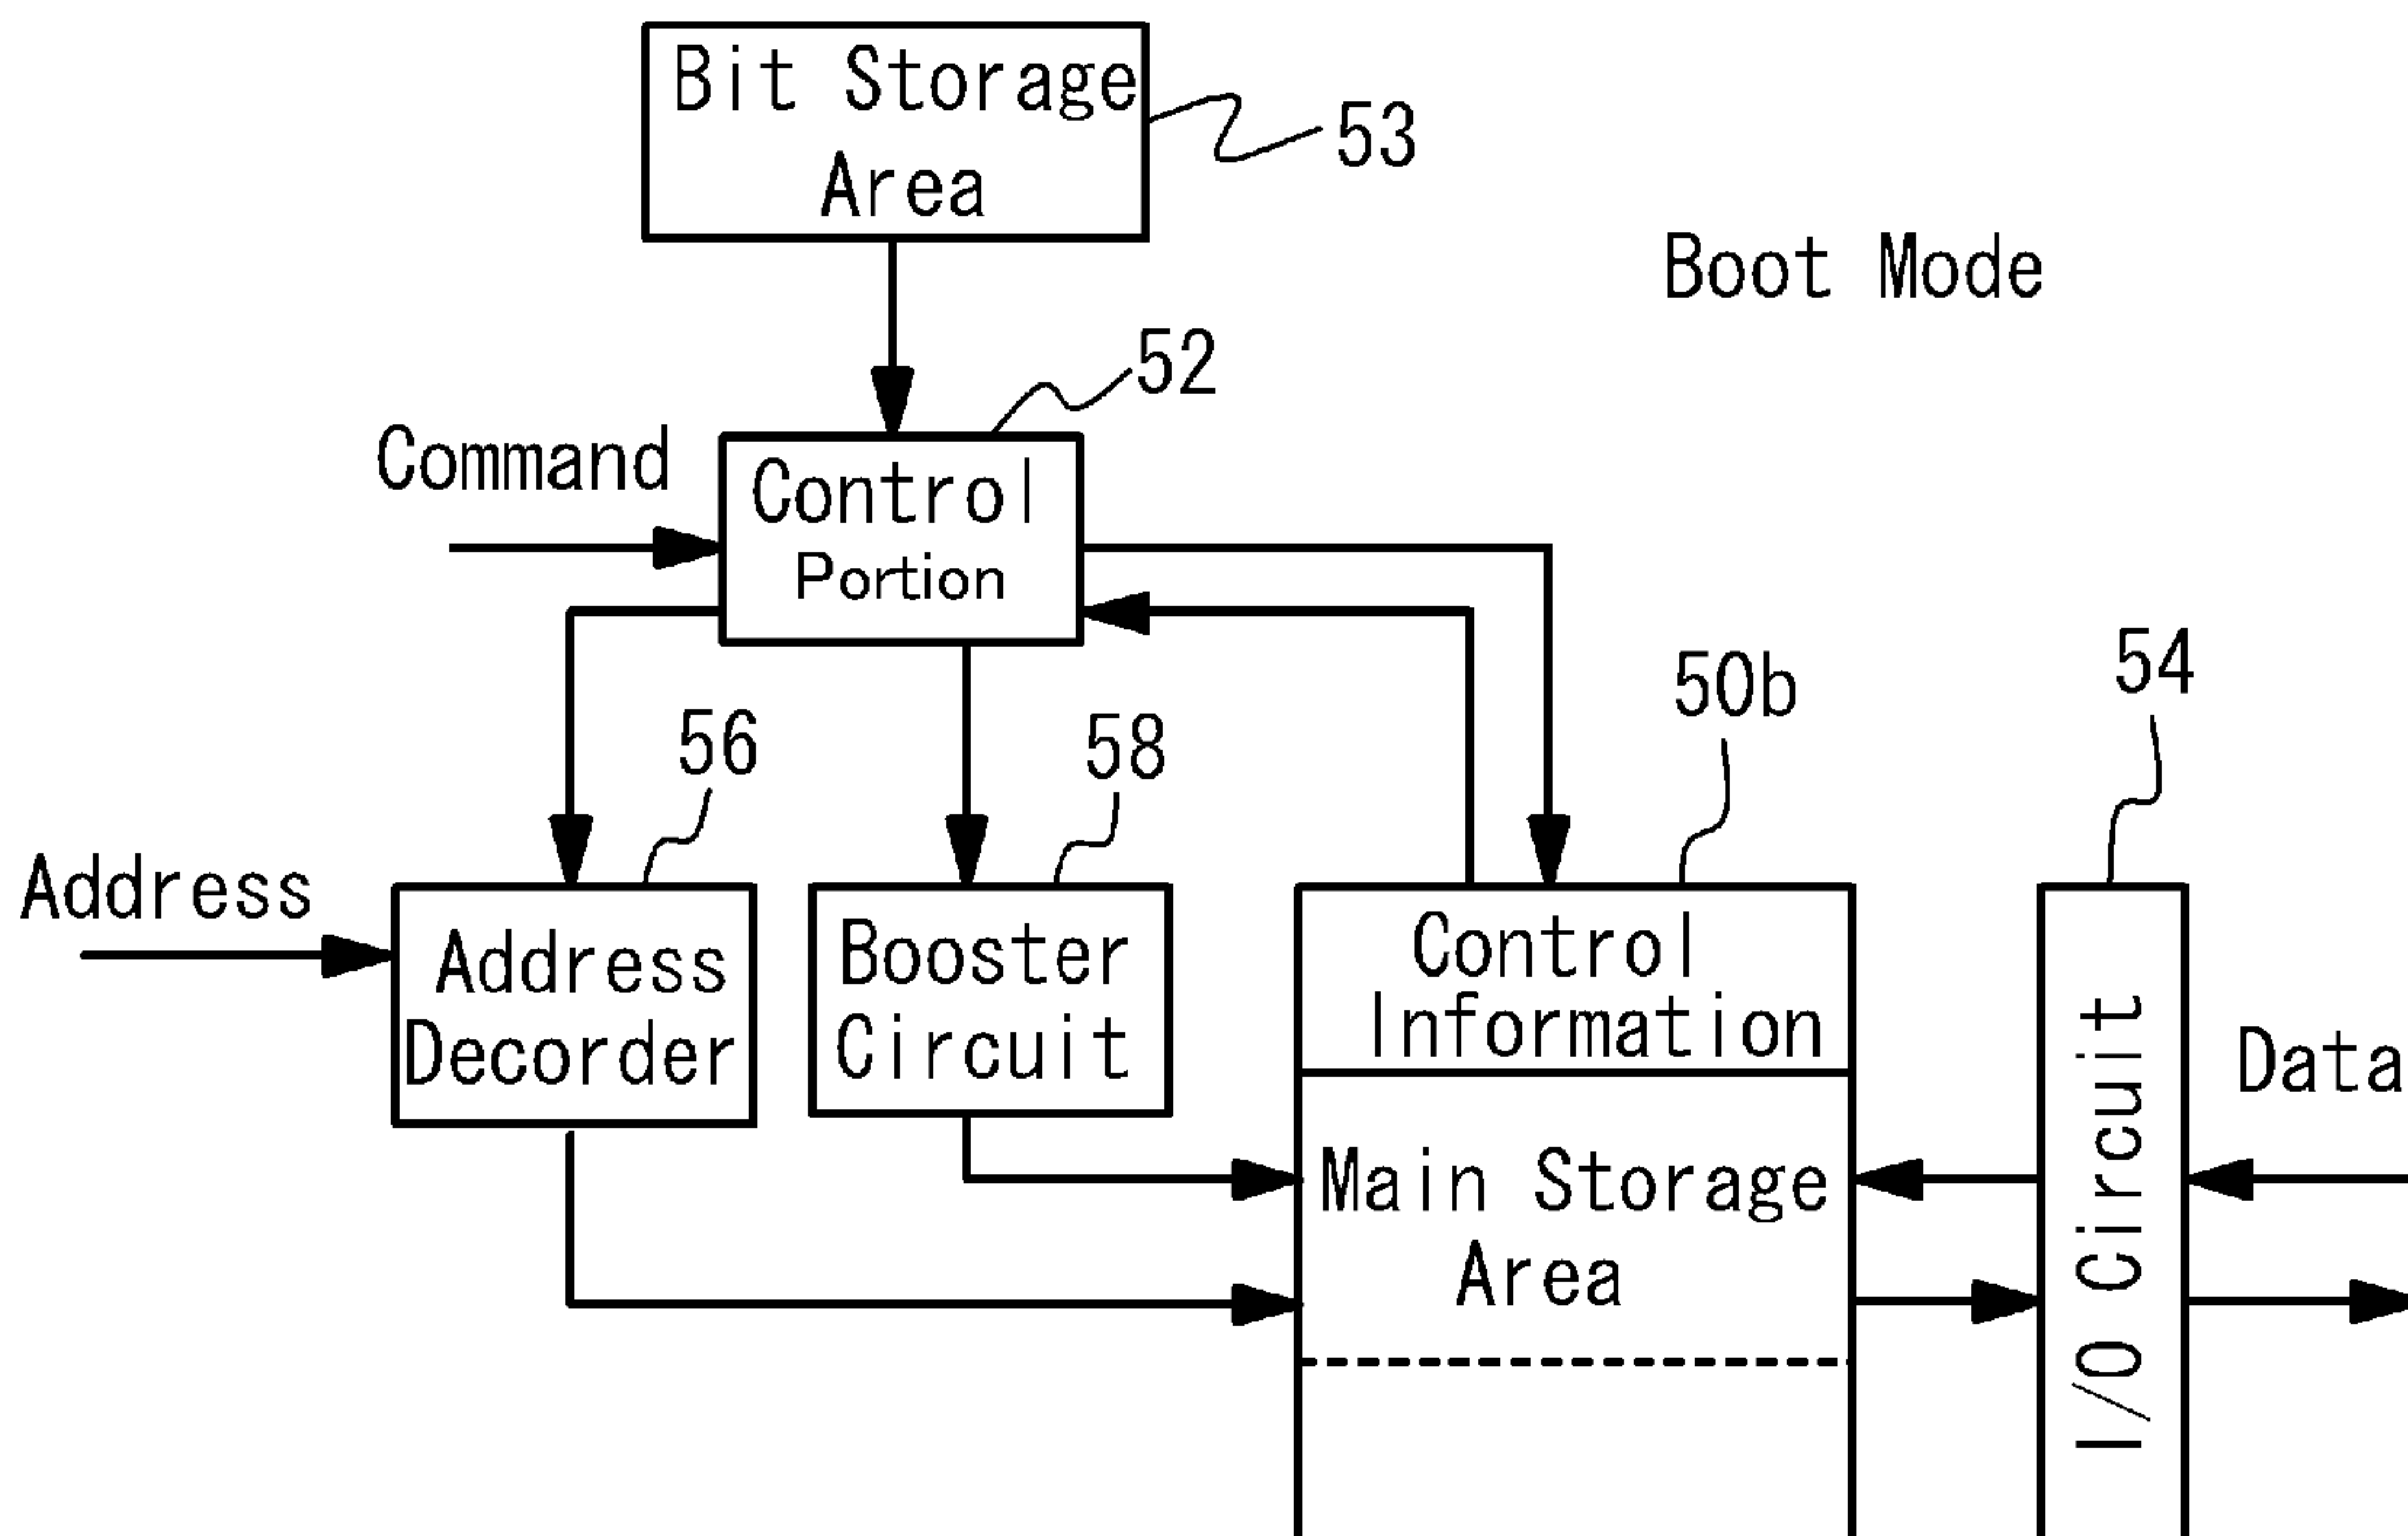 Bit Storage
Area
53
Boot Mode
52
Command
Control
Portion
50b
54
56
58
Address
Address
Decorder
Booster
Circuit
Control
Information
I/O Circuit
Data
Main Storage
Area